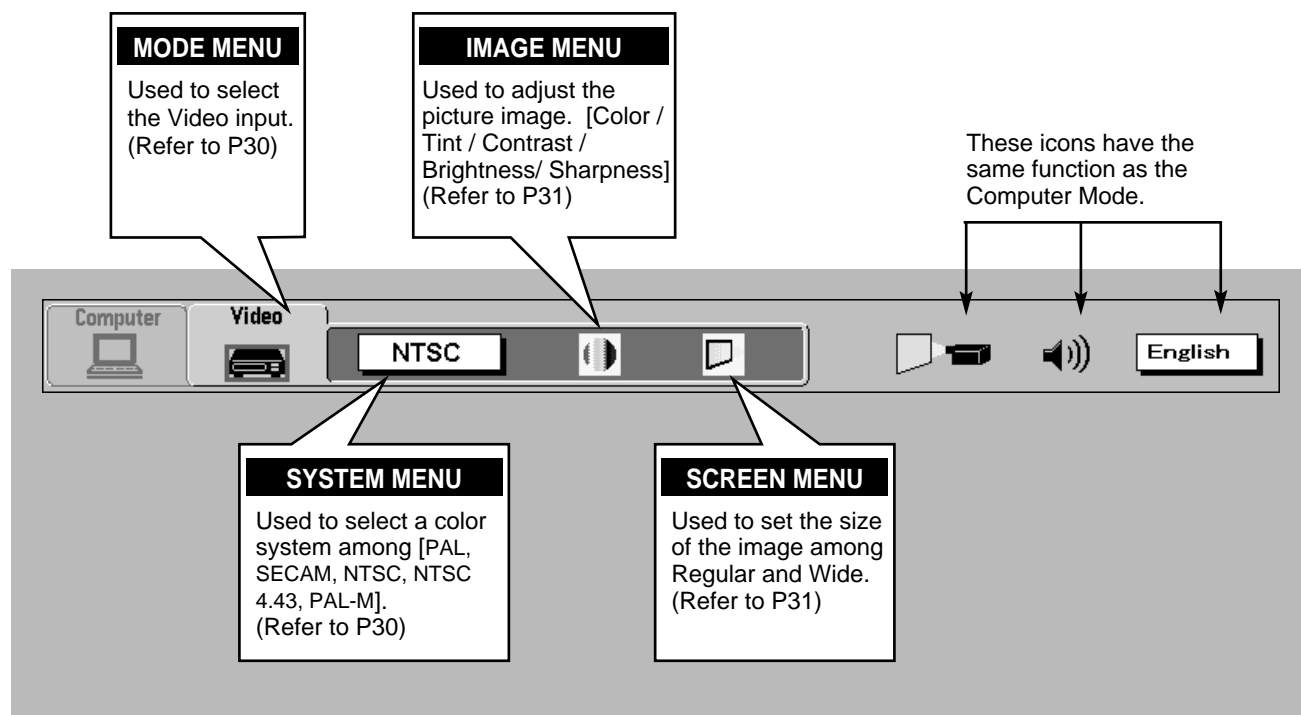 MODE MENU
Used to select
the Video input.
(Refer to P30)
IMAGE MENU
Used to adjust the
picture image. [Color /
Tint / Contrast /
Brightness/ Sharpness]
(Refer to P31)
These icons have the
same function as the
Computer Mode.
Computer
Video
NTSC
English
SYSTEM MENU
Used to select a color
system among [PAL,
SECAM, NTSC, NTSC
4.43, PAL-M].
(Refer to P30)
SCREEN MENU
Used to set the size
of the image among
Regular and Wide.
(Refer to P31)